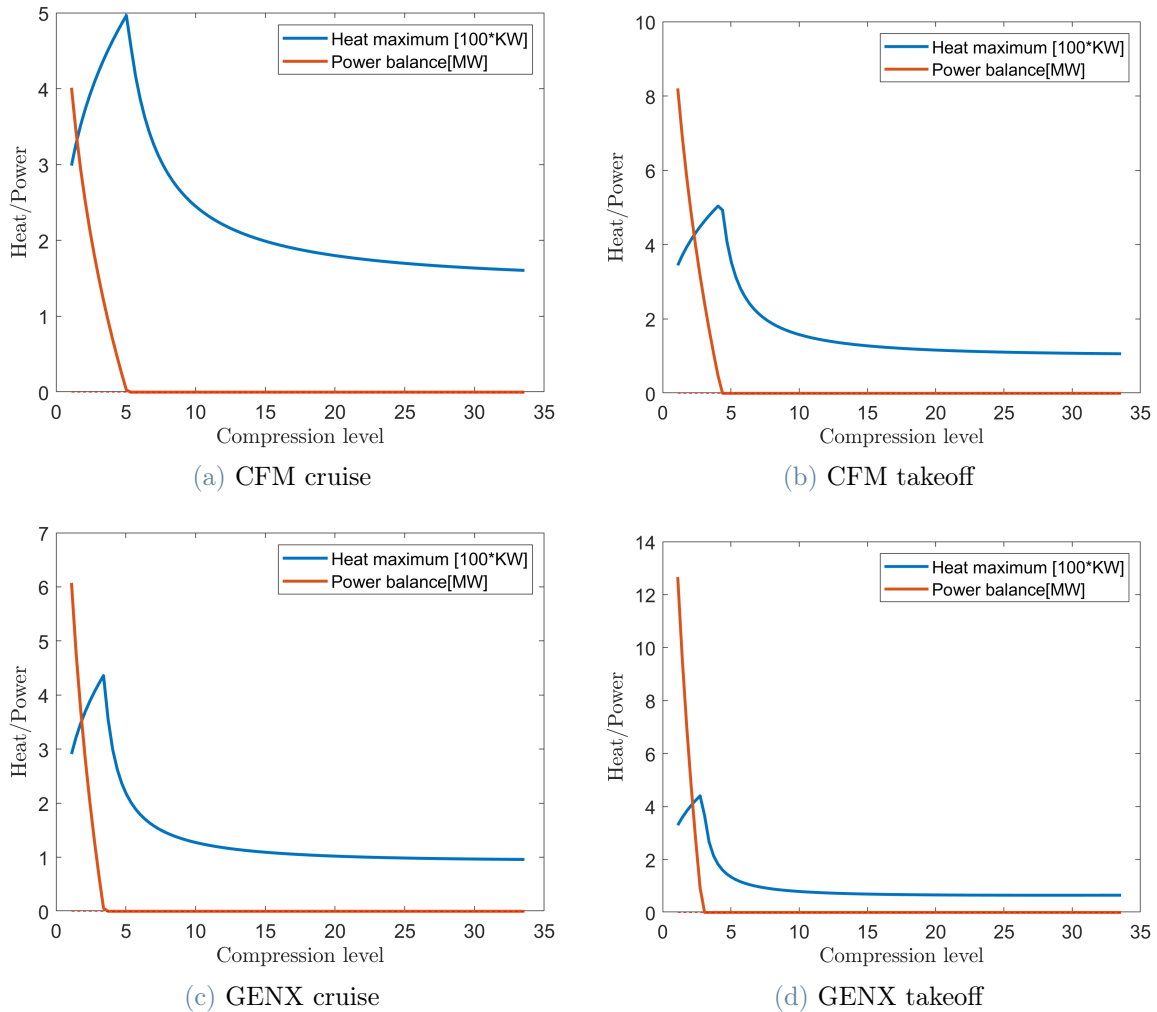 5
4
3
2
1
0
0 5 10 15 20 25 30 35
Heat/Power
Compression level
Heat maximum [100*KW]
Power balance[MW]
(a) CFM cruise
10
8
6
4
2
0
0 5 10 15 20 25 30 35
Heat/Power
Compression level
Heat maximum [100*KW]
Power balance[MW]
(b) CFM takeoff
7
6
5
4
3
2
1
0
0 5 10 15 20 25 30 35
Heat/Power
Compression level
Heat maximum [100*KW]
Power balance[MW]
(c) GENX cruise
14
12
10
8
6
4
2
0
0 5 10 15 20 25 30 35
Heat/Power
Compression level
Heat maximum [100*KW]
Power balance[MW]
(d) GENX takeoff